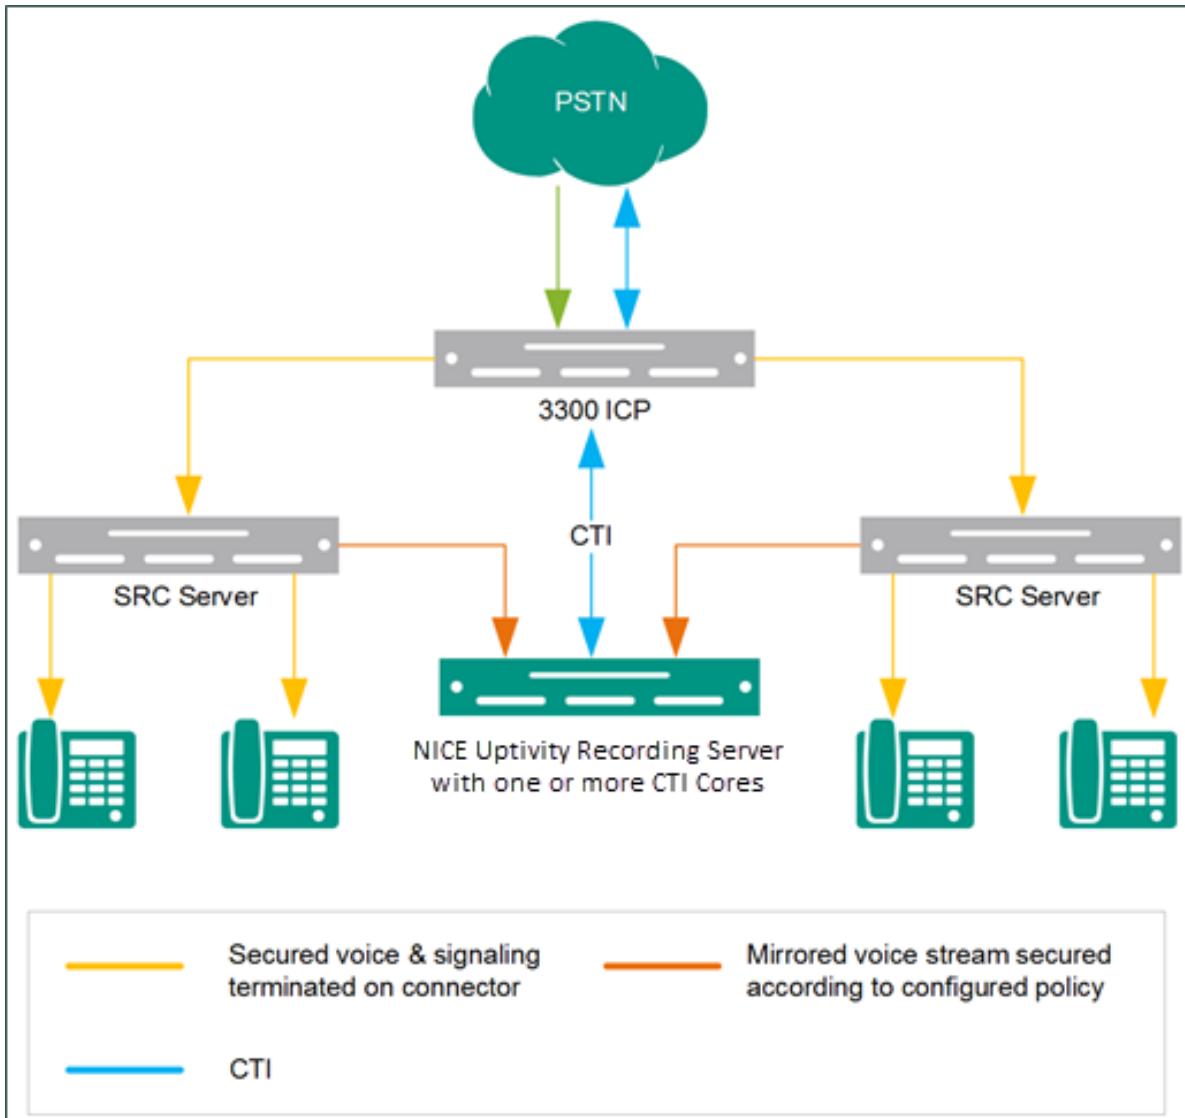 PSTN
3300 ICP
CTI
SRC Server
SRC Server
NICE Uptivity Recording Server
with one or more CTI Cores
Secured voice & signaling
terminated on connector
Mirrored voice stream secured
according to configured policy
CTI